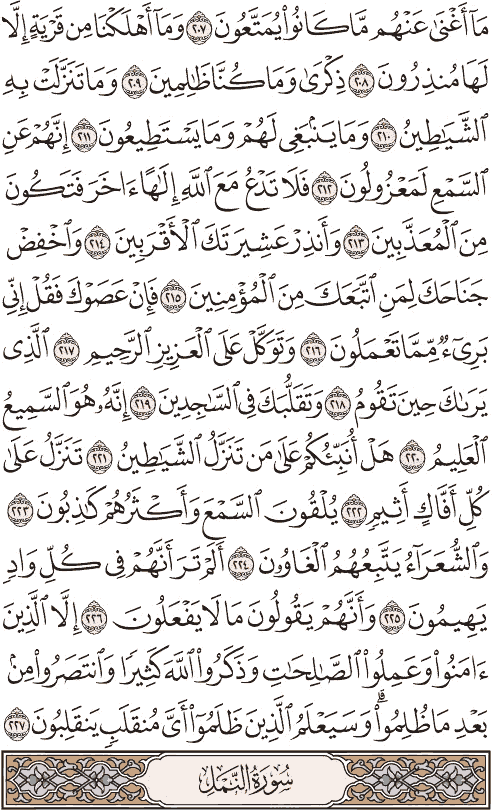 مَآ أَغْنَىٰ عَنْهُم مَّا كَانُوا۟ يُمَتَّعُونَ ٢٠٧ وَمَآ أَهْلَكْنَا مِن قَرْيَةٍ إِلَّا
لَهَا مُنذِرُونَ ٢٠٨ ذِكْرَىٰ وَمَا كُنَّا ظَٰلِمِينَ ٢٠٩ وَمَا تَنَزَّلَتْ بِهِ
ٱلشَّيَٰطِينُ ٢١٠ وَمَا يَنۢبَغِى لَهُمْ وَمَا يَسْتَطِيعُونَ ٢١١ إِنَّهُمْ عَنِ
ٱلسَّمْعِ لَمَعْزُولُونَ ٢١٢ فَلَا تَدْعُ مَعَ ٱللَّهِ إِلَٰهًا ءَاخَرَ فَتَكُونَ
مِنَ ٱلْمُعَذَّبِينَ ٢١٣ وَأَنذِرْ عَشِيرَتَكَ ٱلْأَقْرَبِينَ ٢١٤ وَٱخْفِضْ
جَنَاحَكَ لِمَنِ ٱتَّبَعَكَ مِنَ ٱلْمُؤْمِنِينَ ٢١٥ فَإِنْ عَصَوْكَ فَقُلْ إِنِّى
بَرِىٓءٌ مِّمَّا تَعْمَلُونَ ٢١٦ وَتَوَكَّلْ عَلَى ٱلْعَزِيزِ ٱلرَّحِيمِ ٢١٧ ٱلَّذِى
يَرَىٰكَ حِينَ تَقُومُ ٢١٨ وَتَقَلُّبَكَ فِى ٱلسَّٰجِدِينَ ٢١٩ إِنَّهُۥ هُوَ ٱلسَّمِيعُ
ٱلْعَلِيمُ ٢٢٠ هَلْ أُنَبِّئُكُمْ عَلَىٰ مَن تَنَزَّلُ ٱلشَّيَٰطِينُ ٢٢١ تَنَزَّلُ عَلَىٰ
كُلِّ أَفَّاكٍ أَثِيمٍ ٢٢٢ يُلْقُونَ ٱلسَّمْعَ وَأَكْثَرُهُمْ كَٰذِبُونَ ٢٢٣
وَٱلشُّعَرَآءُ يَتَّبِعُهُمُ ٱلْغَاوُۥنَ ٢٢٤ أَلَمْ تَرَ أَنَّهُمْ فِى كُلِّ وَادٍ
يَهِيمُونَ ٢٢٥ وَأَنَّهُمْ يَقُولُونَ مَا لَا يَفْعَلُونَ ٢٢٦ إِلَّا ٱلَّذِينَ
ءَامَنُوا۟ وَعَمِلُوا۟ ٱلصَّٰلِحَٰتِ وَذَكَرُوا۟ ٱللَّهَ كَثِيرًا وَٱنتَصَرُوا۟ مِنۢ
بَعْدِ مَا ظُلِمُوا۟ ۗ وَسَيَعْلَمُ ٱلَّذِينَ ظَلَمُوٓا۟ أَىَّ مُنقَلَبٍ يَنقَلِبُونَ ٢٢٧
سُورَةُ النَّمْلِ